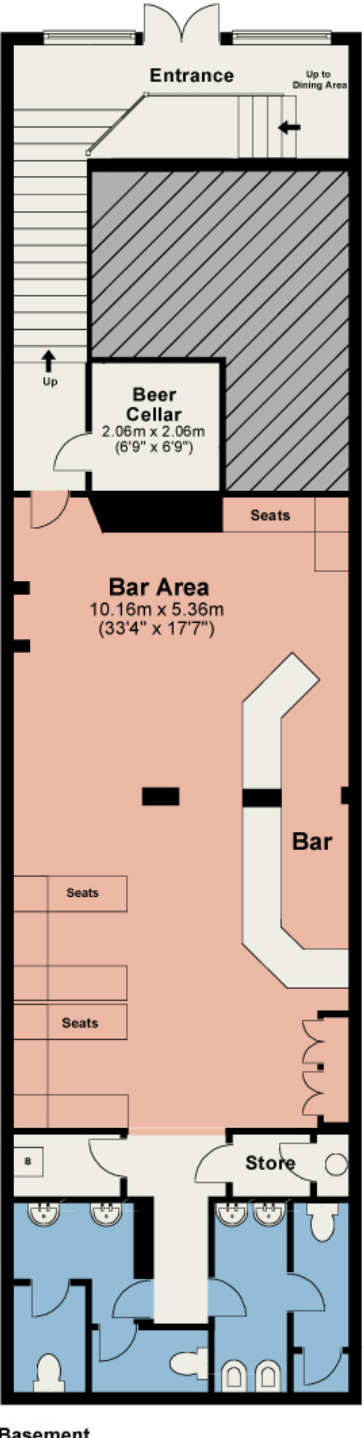 Entrance
Up to
Dining Area
Up
Beer
Cellar
2.06m x 2.06m
(6'9" x 6'9")
Seats
Bar Area
10.16m x 5.36m
(33'4" x 17'7")
Bar
Seats
Seats
B
Store
Basement